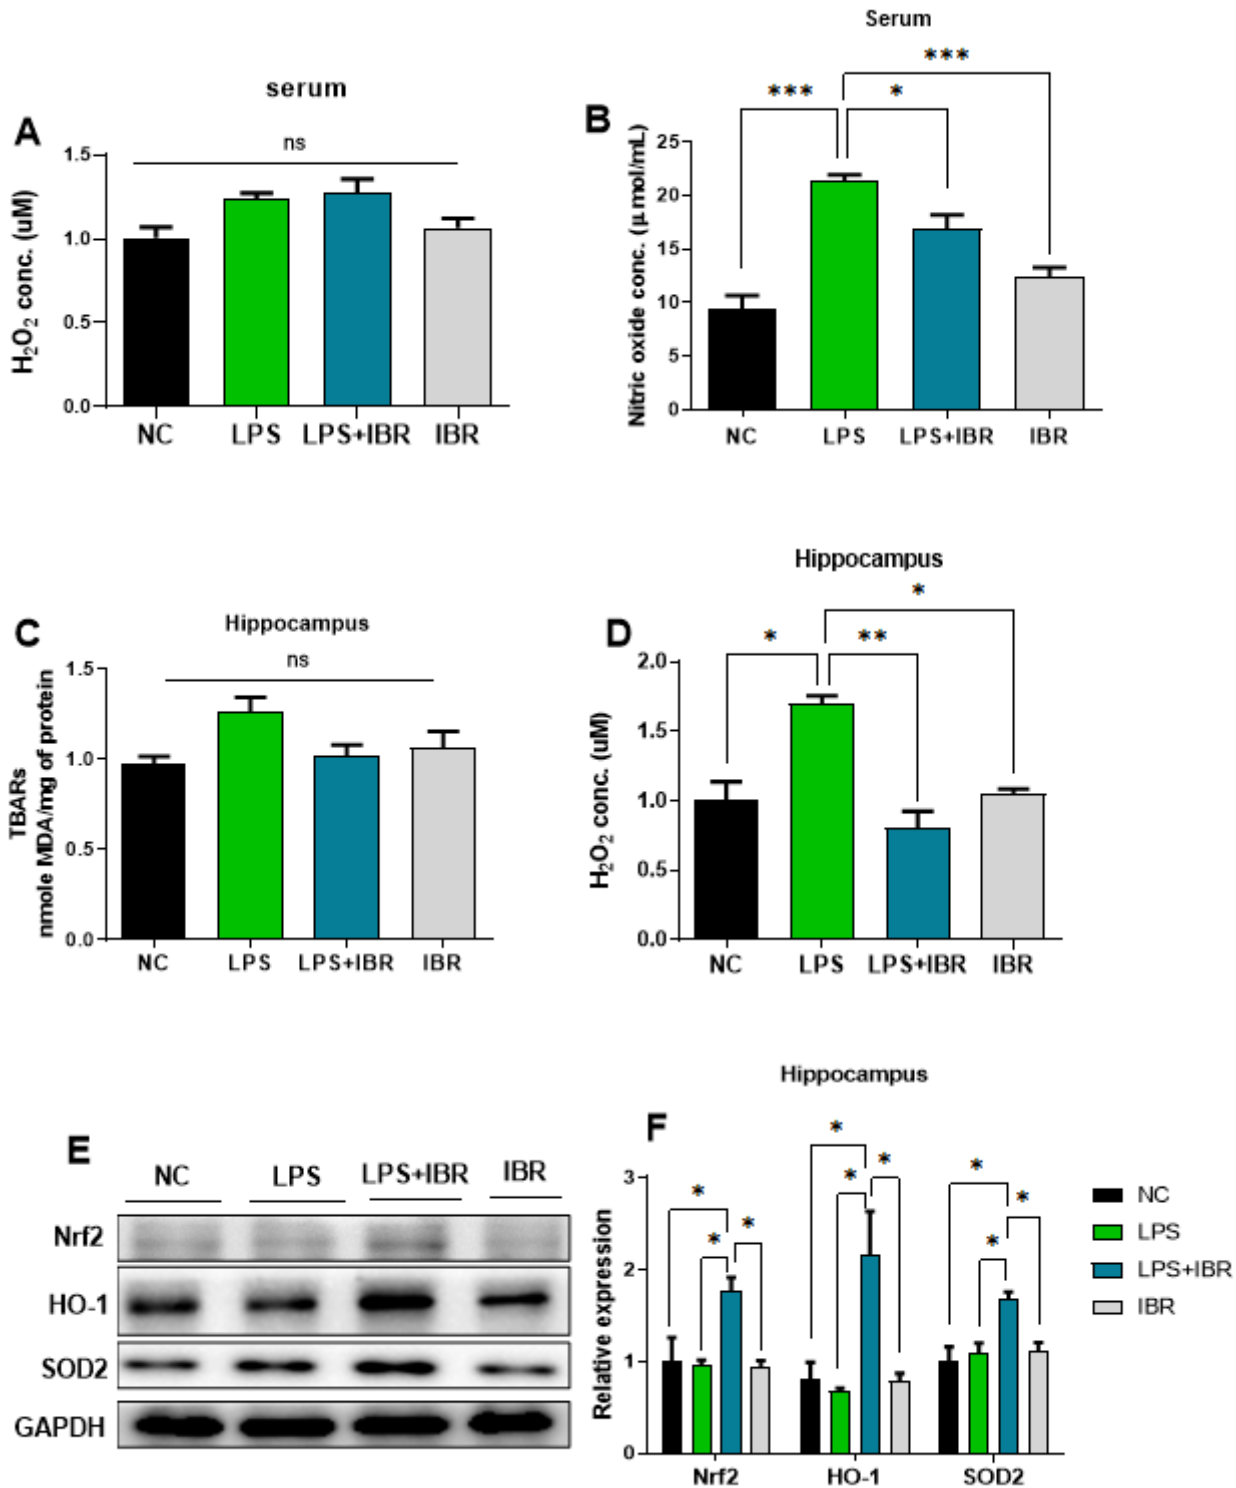 serum
A
ns
H₂O₂ conc. (uM)
1.5
1.0
0.5
0.0
NC LPS LPS+IBR IBR
Serum
B
***
*** *
Nitric oxide conc. (μmol/mL)
25
20
15
10
5
0
NC LPS LPS+IBR IBR
C
Hippocampus
ns
TBARs
nmole MDA/mg of protein
1.5
1.0
0.5
0.0
NC LPS LPS+IBR IBR
Hippocampus
D
*
* **
H₂O₂ conc. (uM)
2.0
1.5
1.0
0.5
0.0
NC LPS LPS+IBR IBR
E
NC LPS LPS+IBR IBR
Nrf2
HO-1
SOD2
GAPDH
Hippocampus
F
* * *
* * *
* * *
Relative expression
3
2
1
0
Nrf2 HO-1 SOD2
NC
LPS
LPS+IBR
IBR